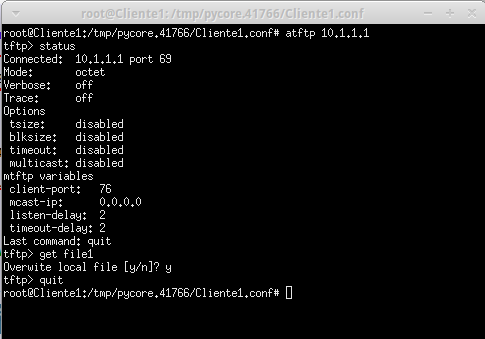 root@Cliente1:/tmp/pycore.41766/Cliente1.conf
root@Cliente1:/tmp/pycore.41766/Cliente1.conf# atftp 10.1.1.1
tftp> status
Connected:  10.1.1.1 port 69
Mode:       octet
Verbose:    off
Trace:      off
Options
 tsize:     disabled
 blksize:   disabled
 timeout:   disabled
 multicast: disabled
mtftp variables
 client-port:   76
 mcast-ip:      0.0.0.0
 listen-delay:  2
 timeout-delay: 2
Last command: quit
tftp> get file1
Overwite local file [y/n]? y
tftp> quit
root@Cliente1:/tmp/pycore.41766/Cliente1.conf#